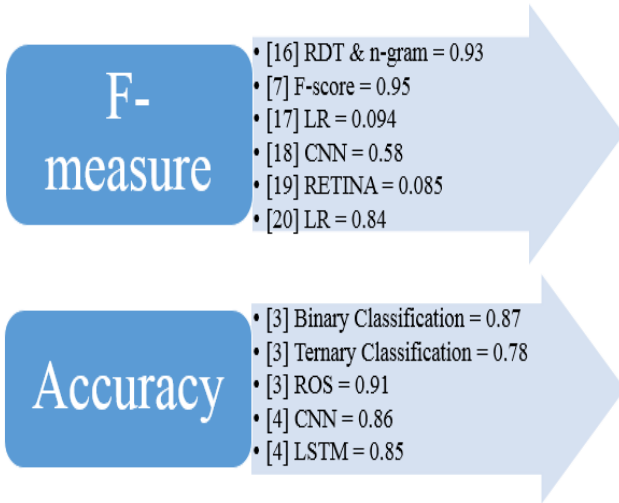 F-
measure
• [16] RDT & n-gram = 0.93
• [7] F-score = 0.95
• [17] LR = 0.094
• [18] CNN = 0.58
• [19] RETINA = 0.085
• [20] LR = 0.84
Accuracy
• [3] Binary Classification = 0.87
• [3] Ternary Classification = 0.78
• [3] ROS = 0.91
• [4] CNN = 0.86
• [4] LSTM = 0.85